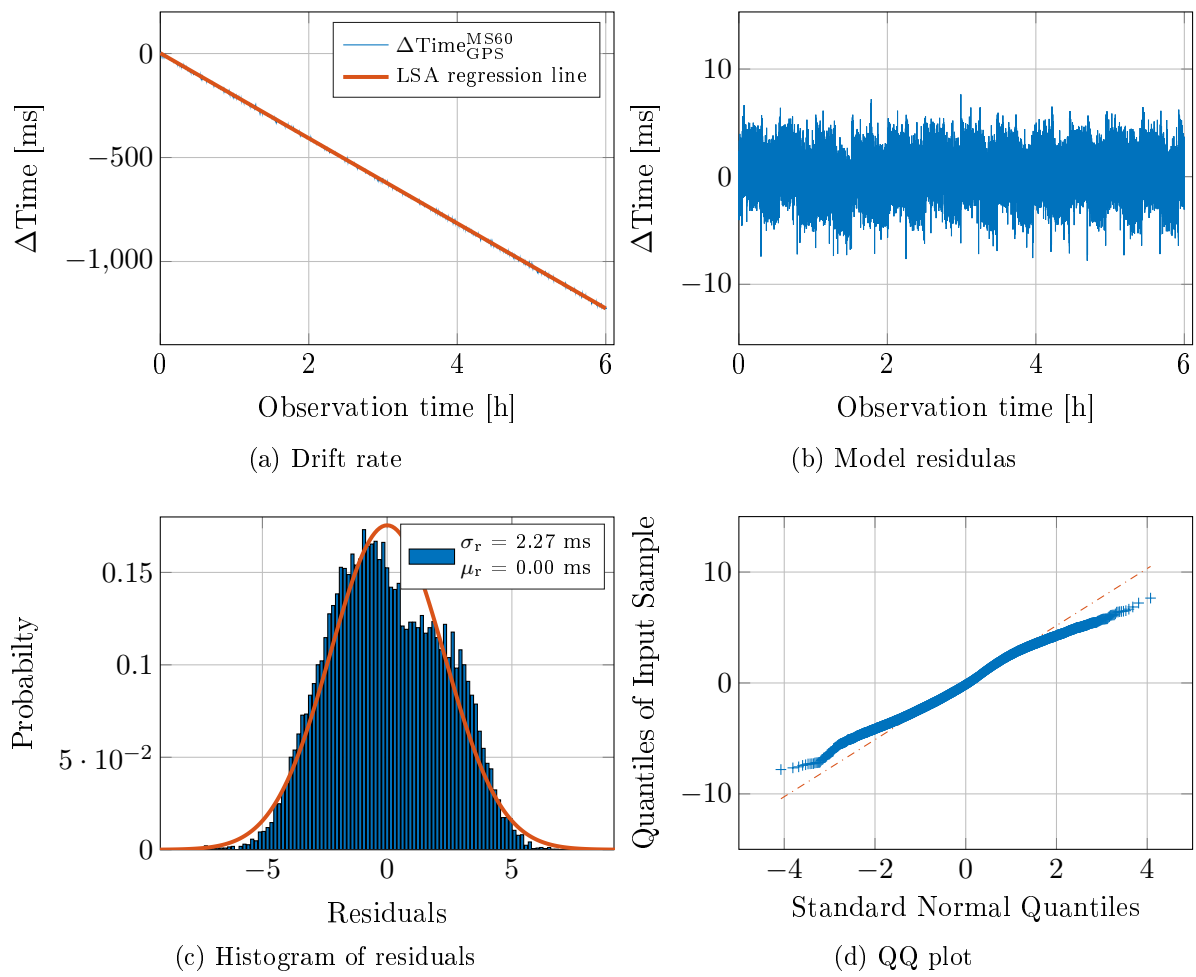 0
−500
−1,000
0
2
4
6
ΔTime [ms]
Observation time [h]
ΔTime^MS60_GPS
LSA regression line
(a) Drift rate
10
0
−10
0
2
4
6
ΔTime [ms]
Observation time [h]
(b) Model residulas
0.15
0.1
5 · 10^−2
0
−5
0
5
Probabilty
Residuals
σ_r = 2.27 ms
μ_r = 0.00 ms
(c) Histogram of residuals
10
0
−10
−4
−2
0
2
4
Quantiles of Input Sample
Standard Normal Quantiles
(d) QQ plot